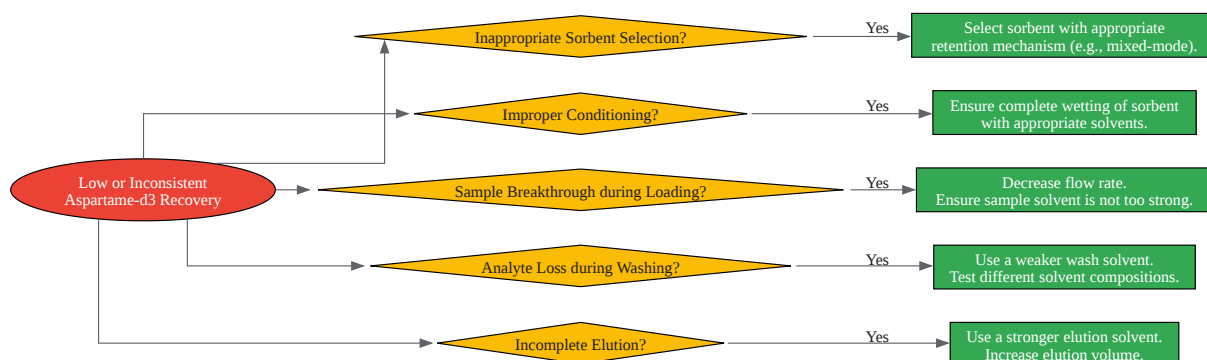 Inappropriate Sorbent Selection?
Yes
Select sorbent with appropriate
retention mechanism (e.g., mixed-mode).
Improper Conditioning?
Yes
Ensure complete wetting of sorbent
with appropriate solvents.
Low or Inconsistent
Aspartame-d3 Recovery
Sample Breakthrough during Loading?
Yes
Decrease flow rate.
Ensure sample solvent is not too strong.
Analyte Loss during Washing?
Yes
Use a weaker wash solvent.
Test different solvent compositions.
Incomplete Elution?
Yes
Use a stronger elution solvent.
Increase elution volume.